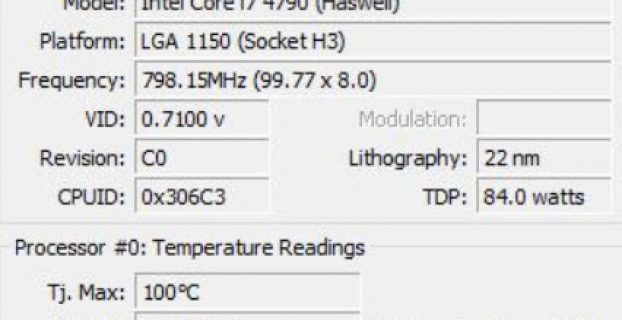 Model: Intel Core i7 4790 (Haswell)
Platform: LGA 1150 (Socket H3)
Frequency: 798.15MHz (99.77 x 8.0)
VID: 0.7100 v Modulation:
Revision: C0 Lithography: 22 nm
CPUID: 0x306C3 TDP: 84.0 watts
Processor #0: Temperature Readings
Tj. Max: 100°C